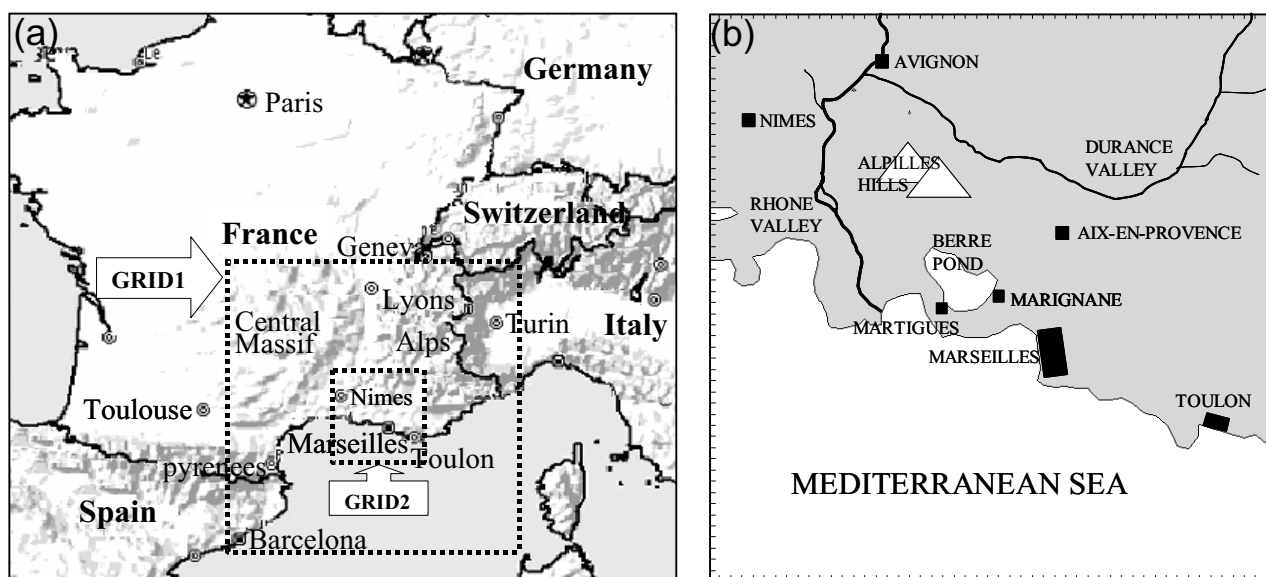 (a)
Le
Germany
Paris
Switzerland
France
Geneva
GRID1
Lyons
Central
Massif
Alps
Turin
Italy
Nimes
Toulouse
Marseilles
Toulon
pyrenees
GRID2
Spain
Barcelona
(b)
AVIGNON
NIMES
DURANCE
VALLEY
ALPILLES
HILLS
RHONE
VALLEY
AIX-EN-PROVENCE
BERRE
POND
MARIGNANE
MARTIGUES
MARSEILLES
TOULON
MEDITERRANEAN SEA